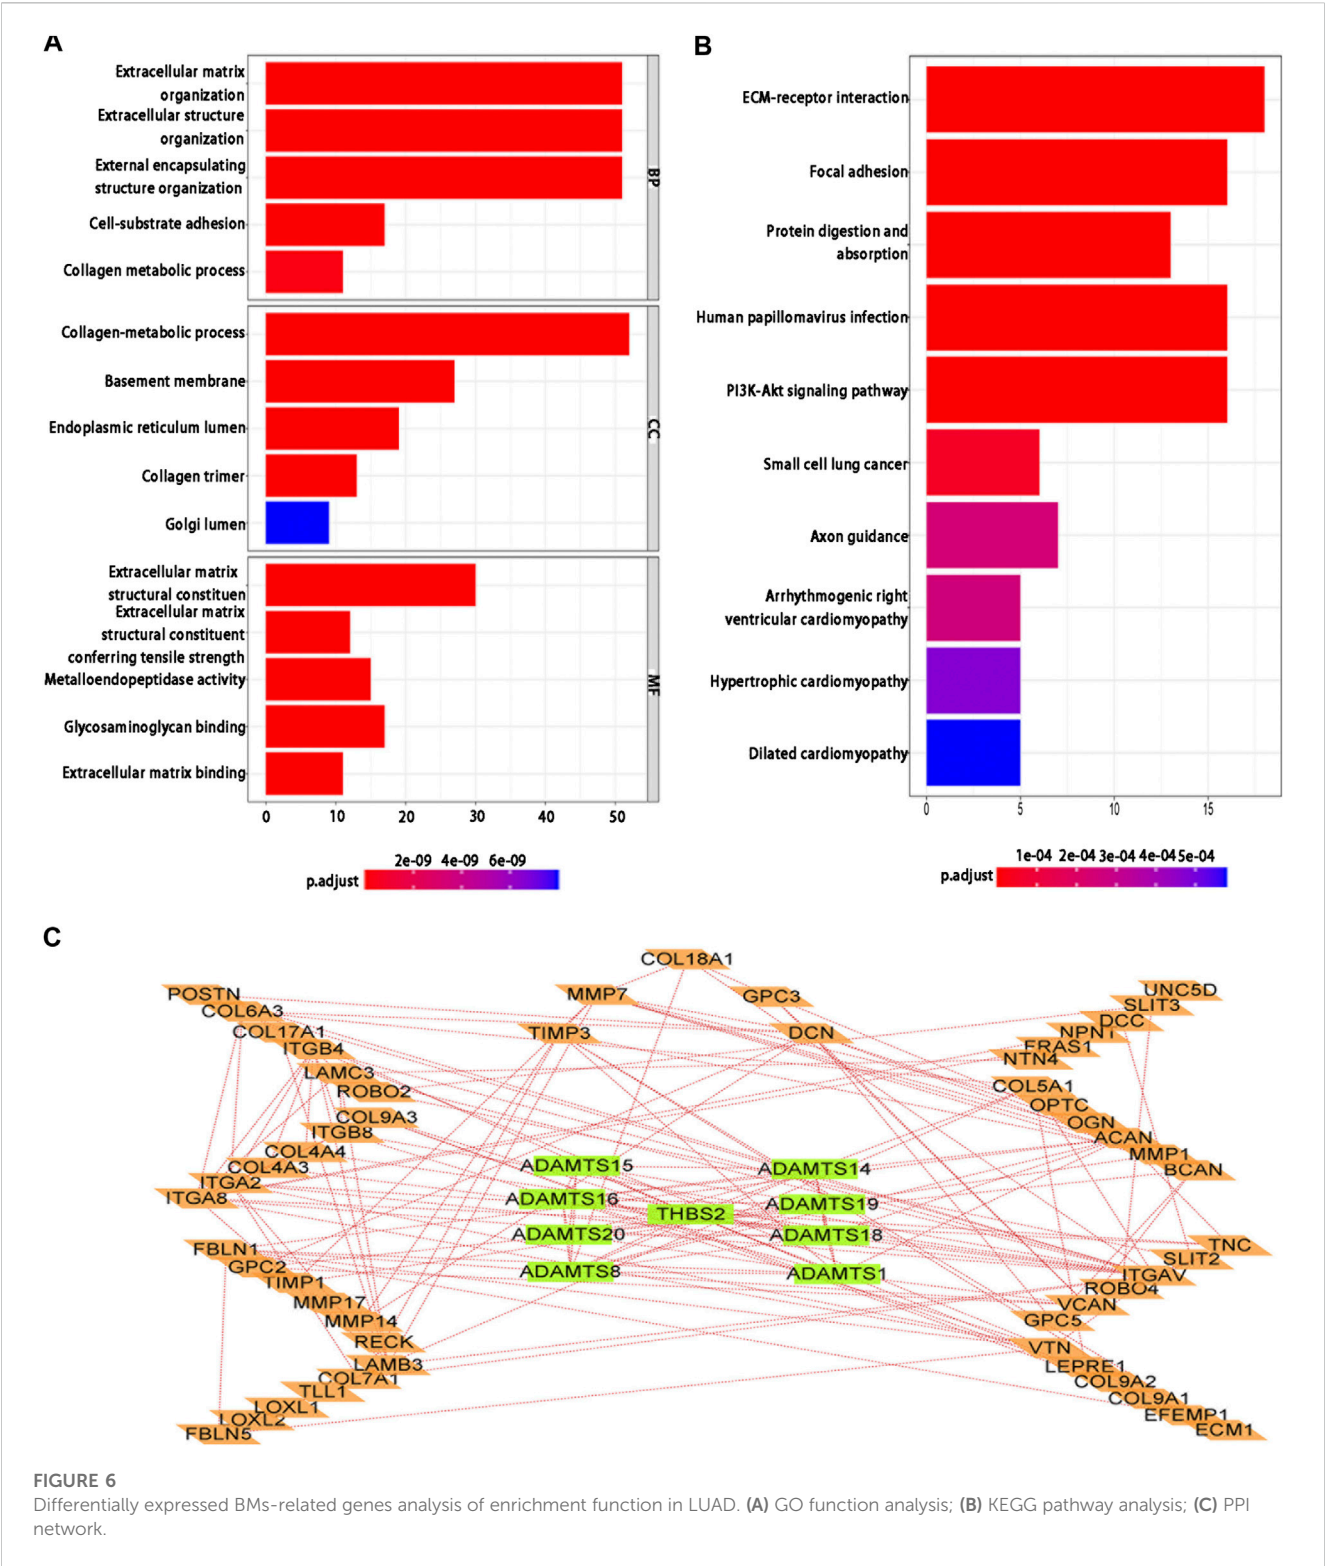 A
Extracellular matrix
organization
Extracellular structure
organization
External encapsulating
structure organization
Cell-substrate adhesion
Collagen metabolic process
BP
Collagen-metabolic process
Basement membrane
Endoplasmic reticulum lumen
Collagen trimer
Golgi lumen
CC
Extracellular matrix
structural constituen
Extracellular matrix
structural constituent
conferring tensile strength
Metalloendopeptidase activity
Glycosaminoglycan binding
Extracellular matrix binding
MF
0 10 20 30 40 50
2e-09 4e-09 6e-09
p.adjust
B
ECM-receptor interaction
Focal adhesion
Protein digestion and
absorption
Human papillomavirus infection
PI3K-Akt signaling pathway
Small cell lung cancer
Axon guidance
Arrhythmogenic right
ventricular cardiomyopathy
Hypertrophic cardiomyopathy
Dilated cardiomyopathy
0 5 10 15
1e-04 2e-04 3e-04 4e-04 5e-04
p.adjust
C
COL18A1
MMP7
GPC3
TIMP3
DCN
POSTN
COL6A3
COL17A1
ITGB4
LAMC3
ROBO2
COL9A3
ITGB8
COL4A4
COL4A3
ITGA2
ITGA8
UNC5D
SLIT3
DCC
NPNT
FRAS1
NTN4
COL5A1
OPTC
OGN
ACAN
MMP1
BCAN
ADAMTS15
ADAMTS16
ADAMTS20
ADAMTS8
THBS2
ADAMTS14
ADAMTS19
ADAMTS18
ADAMTS1
FBLN1
GPC2
TIMP1
MMP17
MMP14
RECK
LAMB3
COL7A1
TLL1
LOXL1
LOXL2
FBLN5
TNC
SLIT2
ITGAV
ROBO4
VCAN
GPC5
VTN
LEPRE1
COL9A2
COL9A1
EFEMP1
ECM1
FIGURE 6
Differentially expressed BMs-related genes analysis of enrichment function in LUAD. (A) GO function analysis; (B) KEGG pathway analysis; (C) PPI
network.